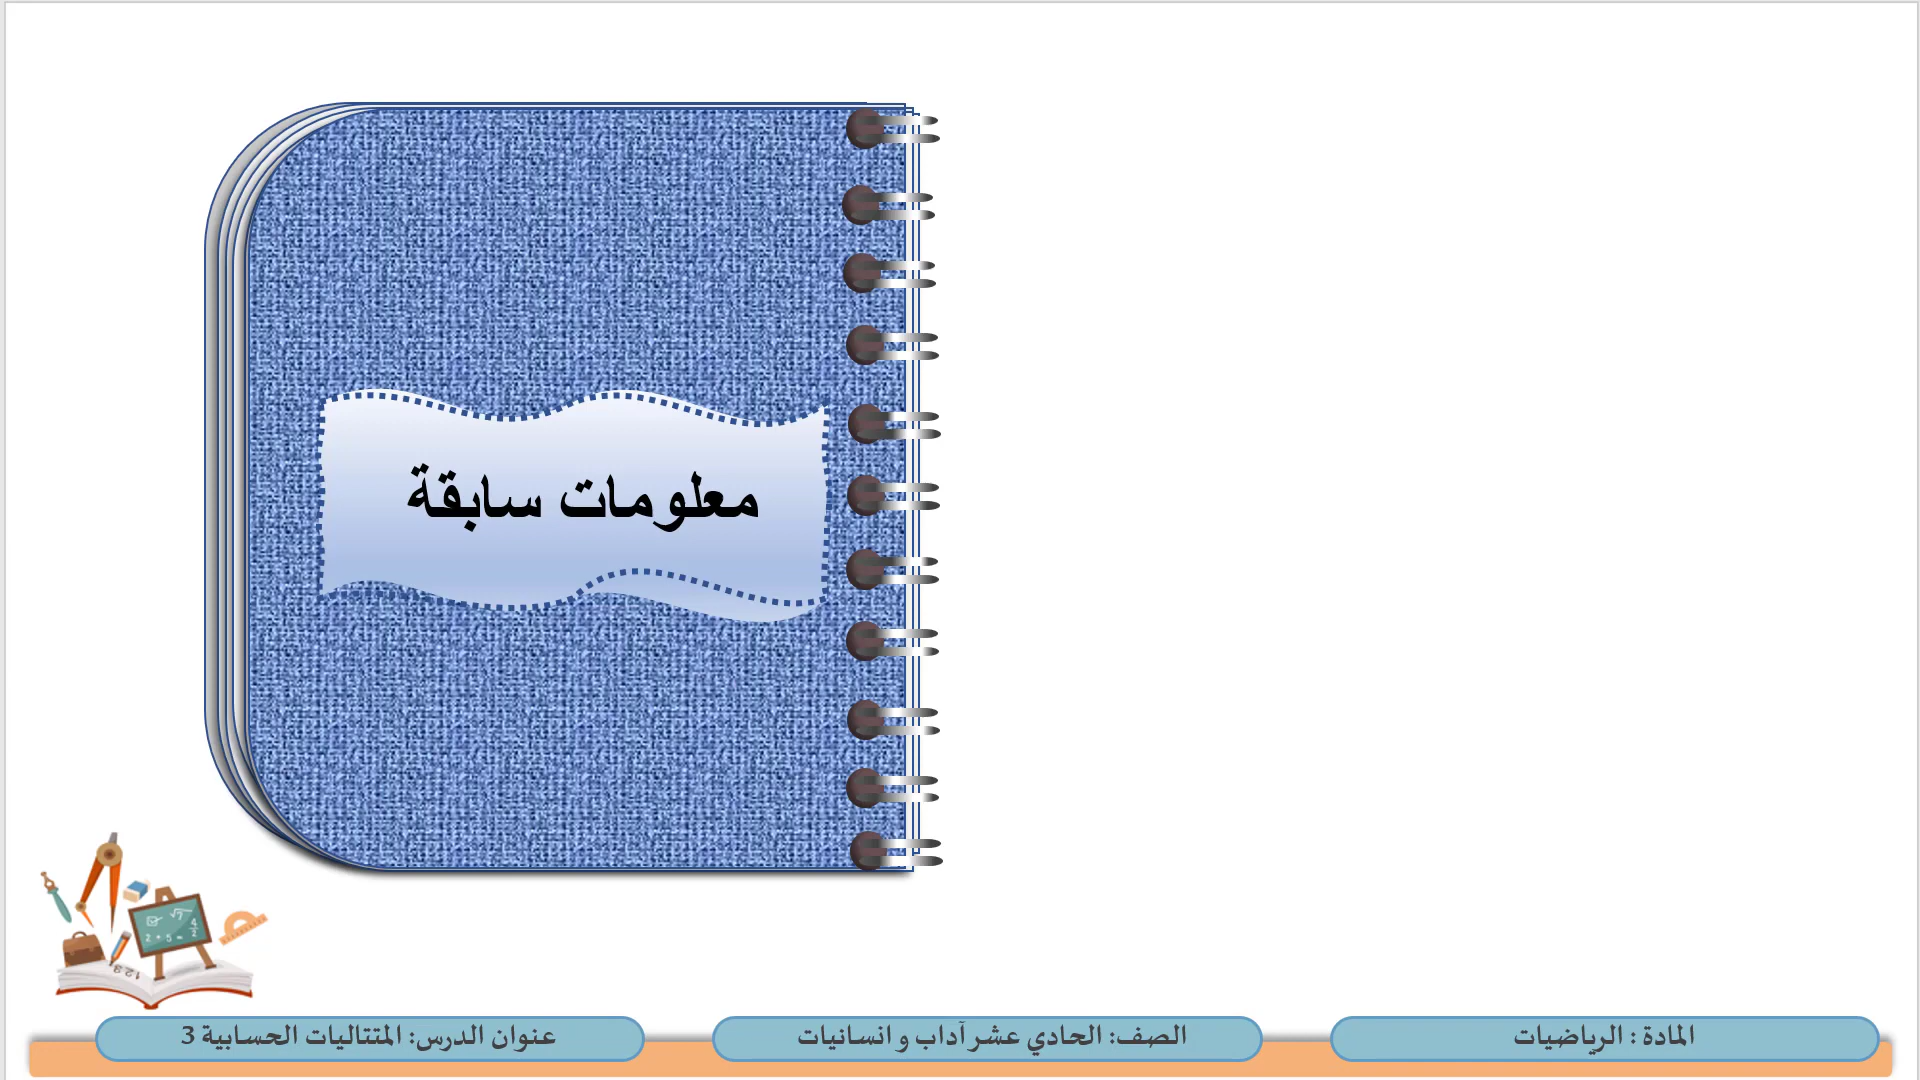 معلومات سابقة
المادة : الرياضيات
الصف: الحادي عشر آداب و انسانيات
عنوان الدرس: المتتاليات الحسابية 3